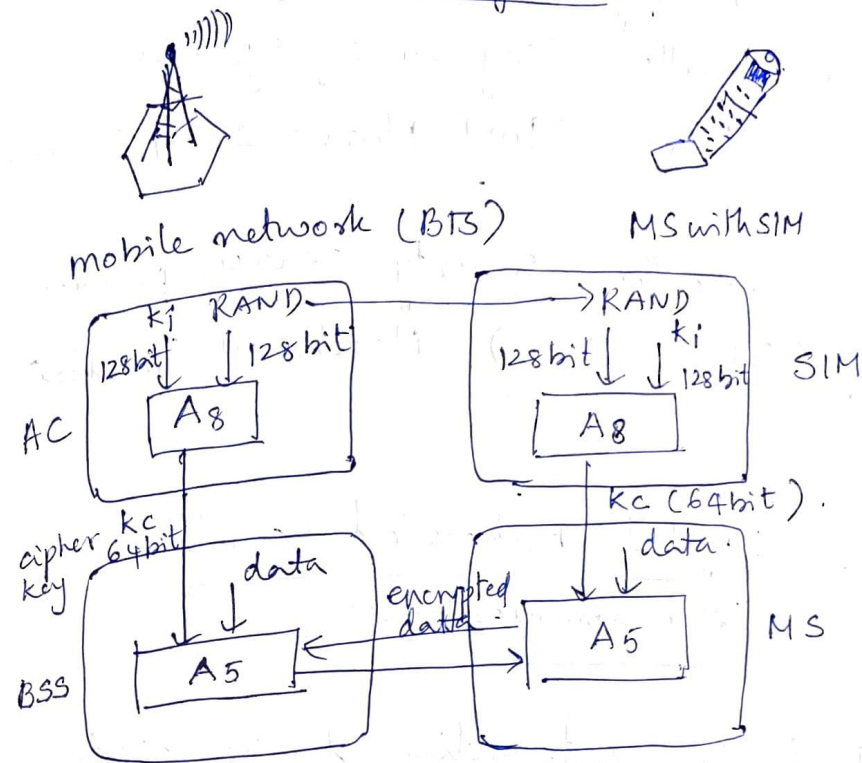 mobile network (BTS)
MS with SIM
ki RAND
128 bit 128 bit
A8
AC
RAND
ki
128 bit 128 bit
A8
SIM
cipher key
kc
64 bit
kc (64 bit).
data
A5
BSS
encrypted
data
data.
A5
MS